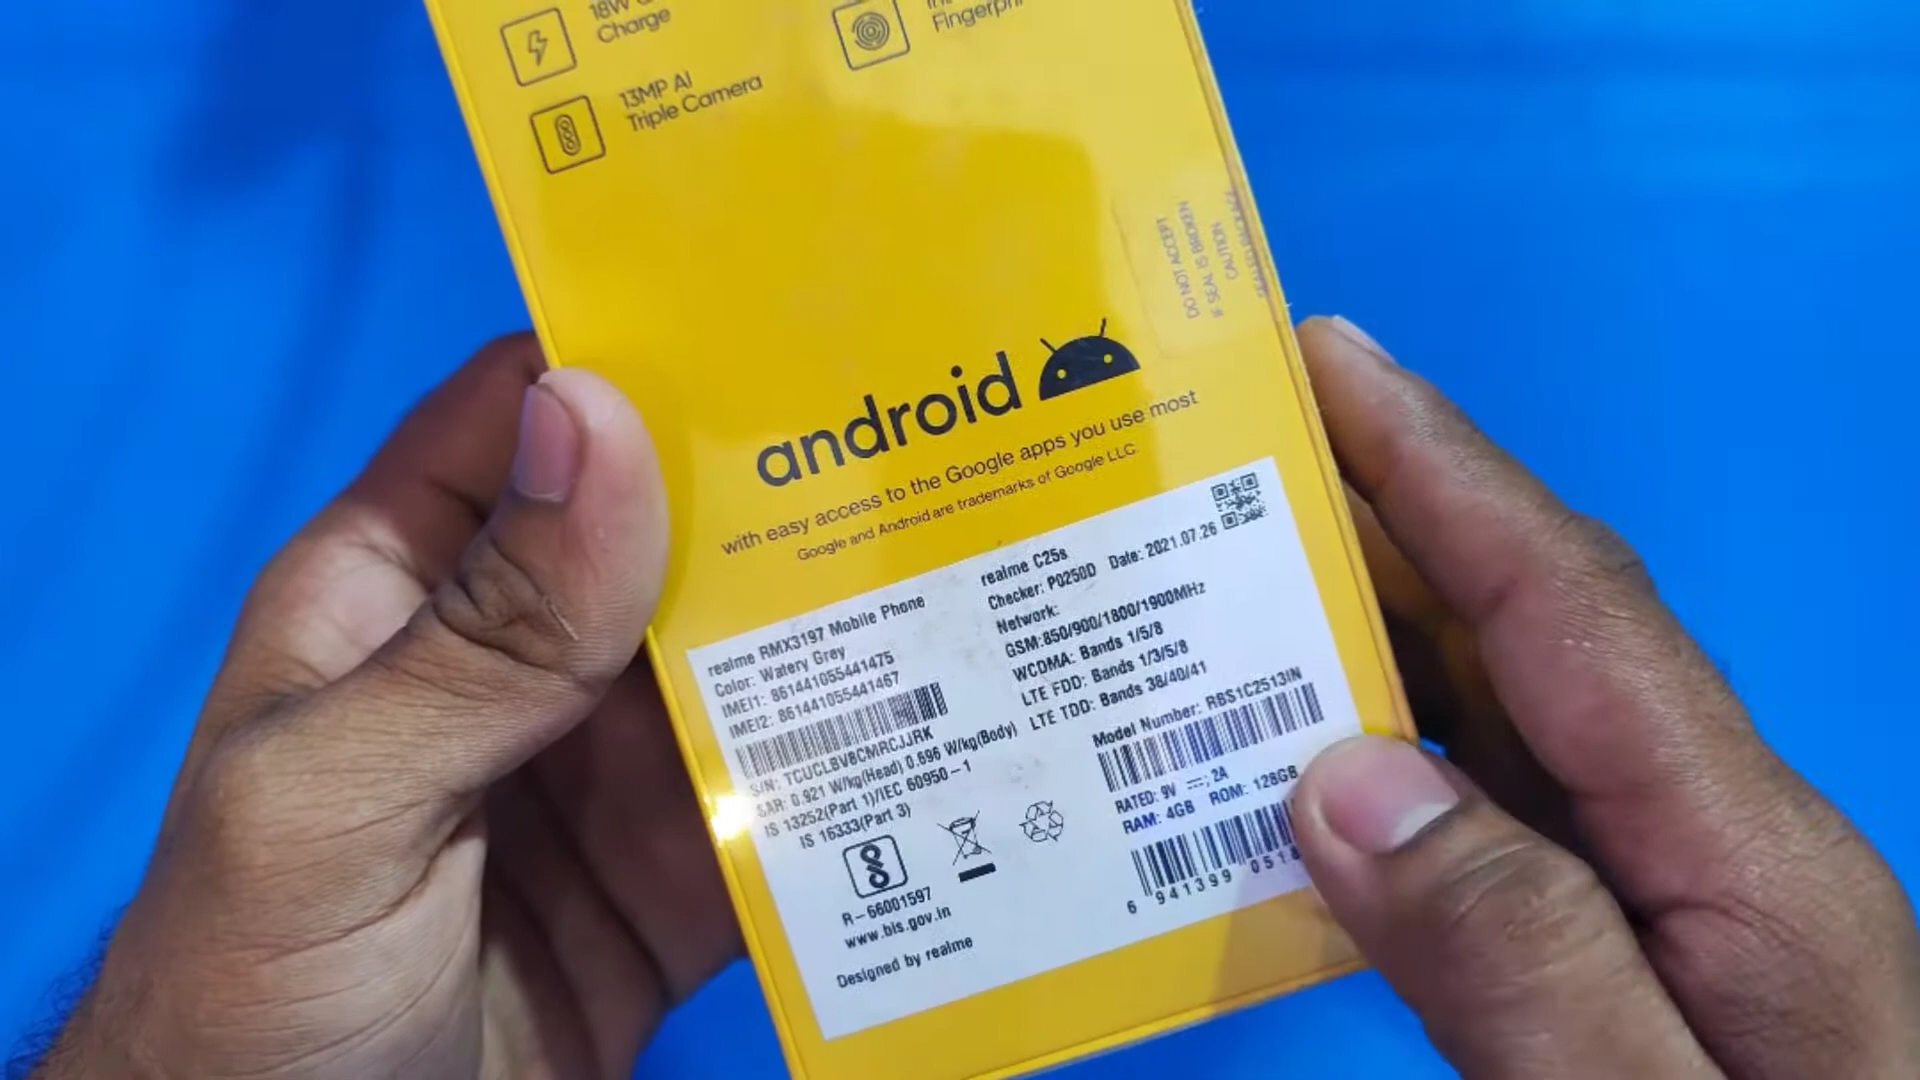 18W
Charge
Fingerprint
13MP AI
Triple Camera
DO NOT ACCEPT
IF SEAL IS BROKEN
CAUTION
android
with easy access to the Google apps you use most
Google and Android are trademarks of Google LLC.
realme RMX3197 Mobile Phone
Color: Watery Grey
IMEI1: 861441055441475
IMEI2: 861441055441467
S/N: TCUCLBV8CMRCJJRK
SAR: 0.921 W/kg(Head) 0.696 W/kg(Body)
IS 13252(Part 1)/IEC 60950-1
IS 16333(Part 3)
R-66001597
www.bis.gov.in
Designed by realme
realme C25s
Checker: P0250D Date: 2021.07.26
Network:
GSM:850/900/1800/1900MHz
WCDMA: Bands 1/5/8
LTE FDD: Bands 1/3/5/8
LTE TDD: Bands 38/40/41
Model Number: RBS1C2513IN
RATED: 9V ⎓; 2A
RAM: 4GB ROM: 128GB
6 941399 0518